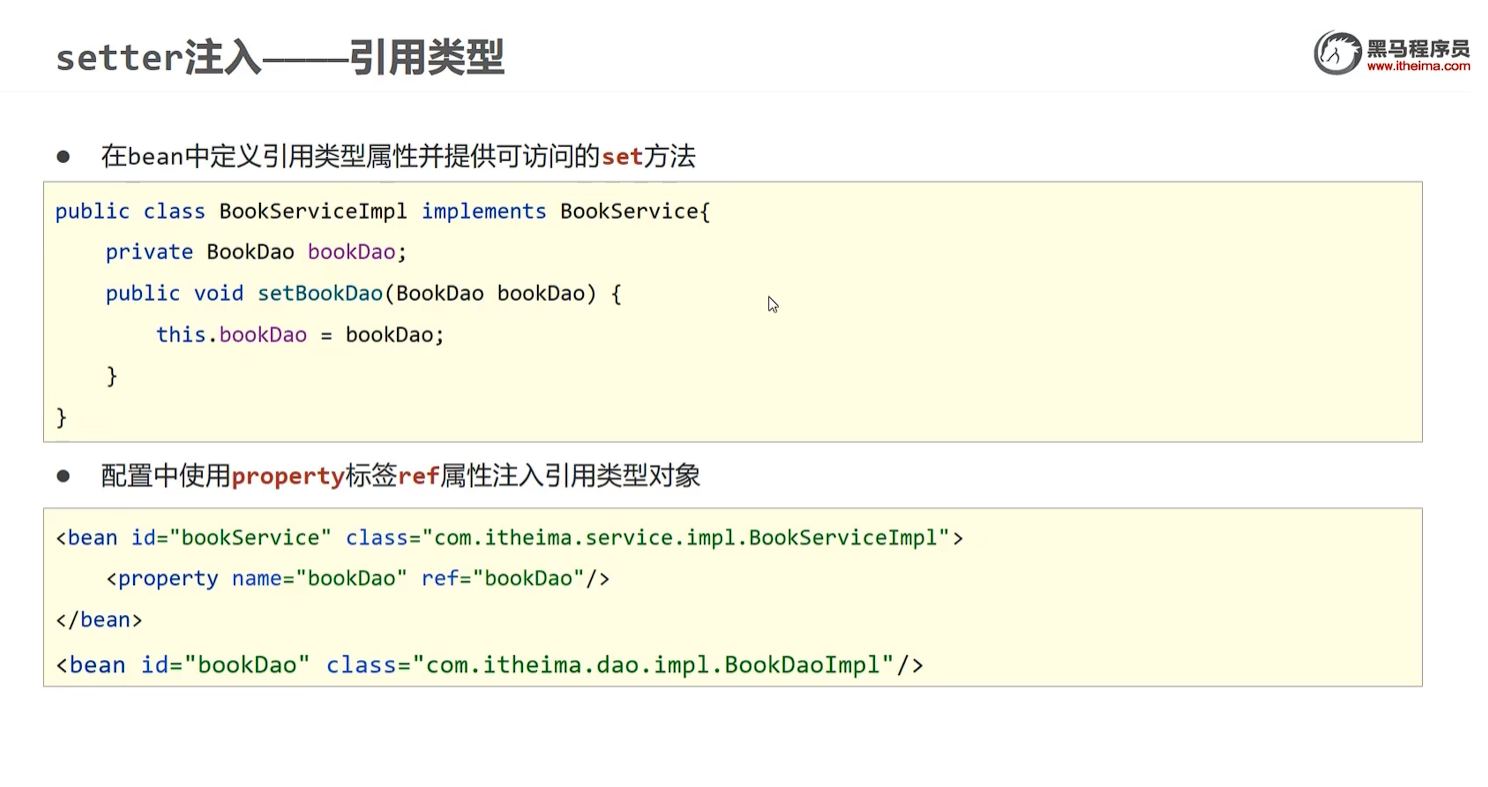 setter注入——引用类型
黑马程序员
www.itheima.com
● 在bean中定义引用类型属性并提供可访问的set方法
public class BookServiceImpl implements BookService{
    private BookDao bookDao;
    public void setBookDao(BookDao bookDao) {
        this.bookDao = bookDao;
    }
}
● 配置中使用property标签ref属性注入引用类型对象
<bean id="bookService" class="com.itheima.service.impl.BookServiceImpl">
    <property name="bookDao" ref="bookDao"/>
</bean>
<bean id="bookDao" class="com.itheima.dao.impl.BookDaoImpl"/>